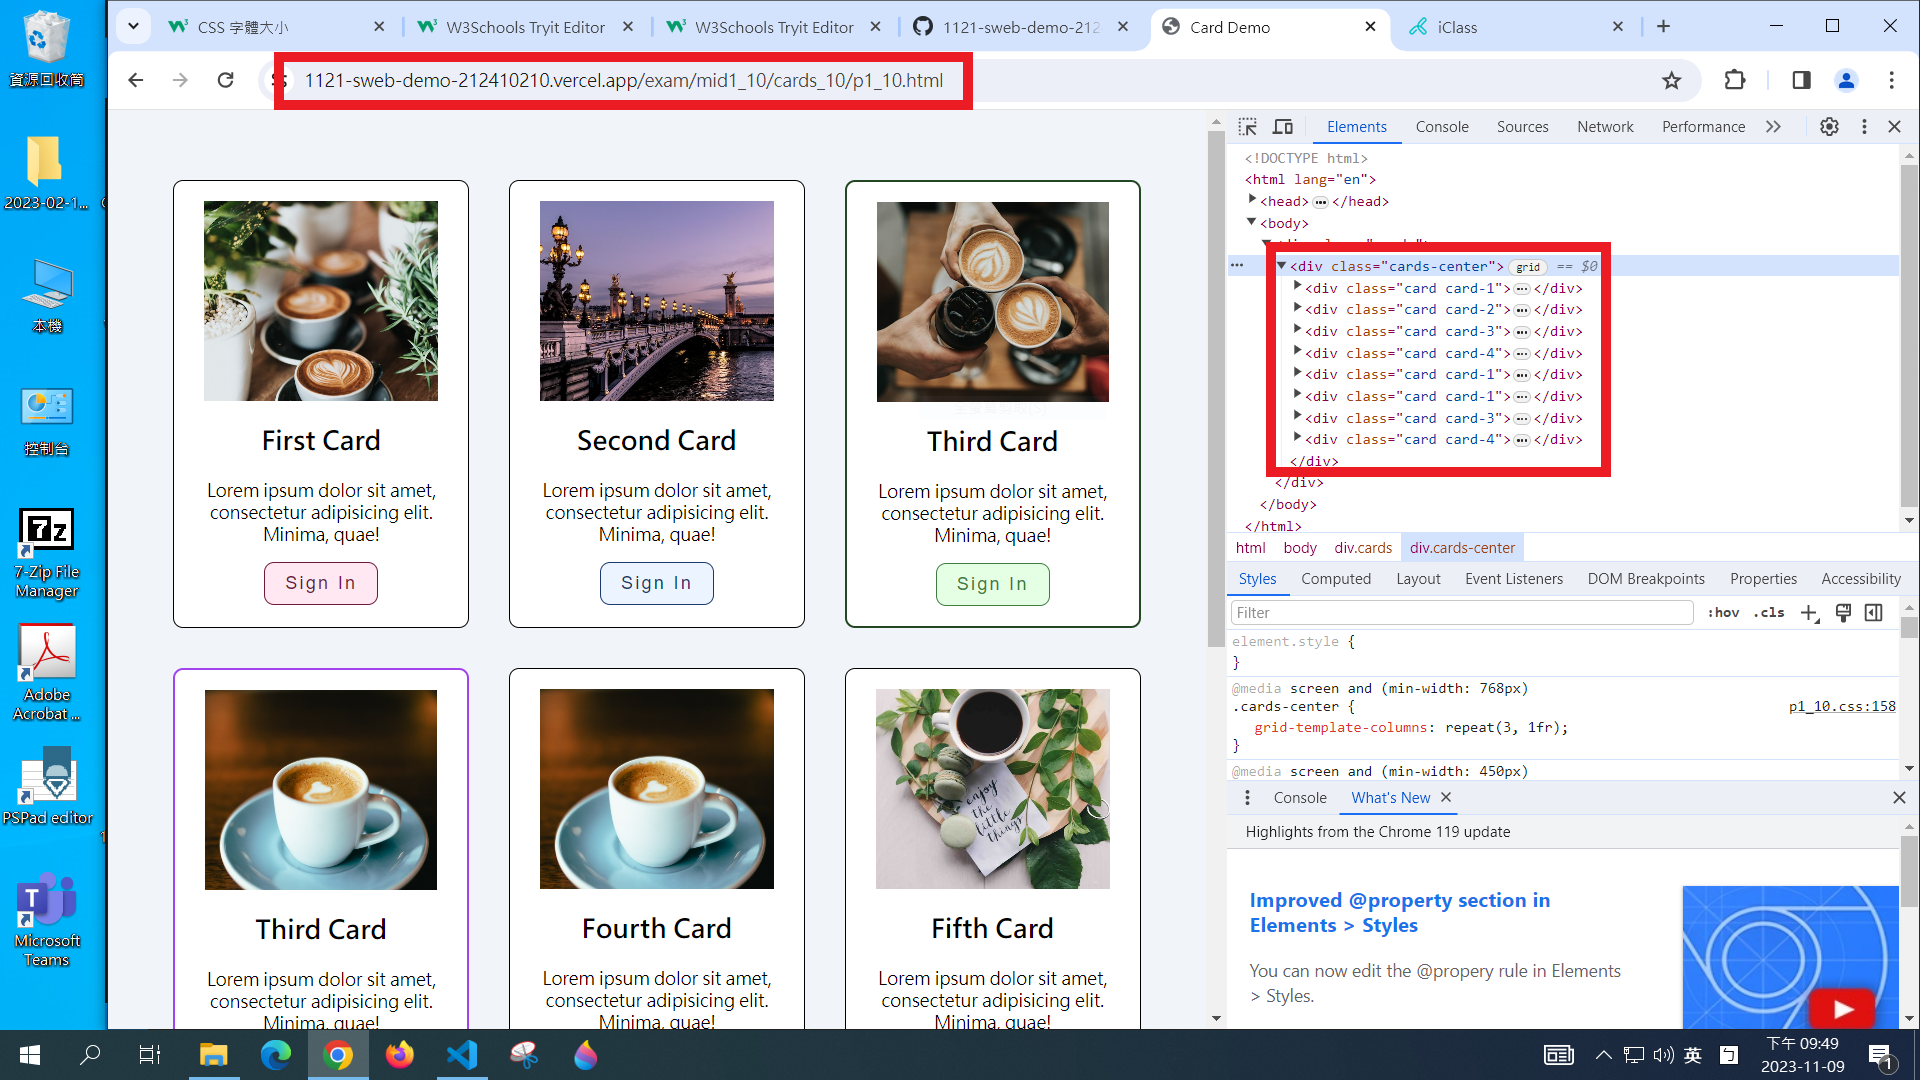 CSS 字體大小
W3Schools Tryit Editor
W3Schools Tryit Editor
1121-sweb-demo-212
Card Demo
iClass
1121-sweb-demo-212410210.vercel.app/exam/mid1_10/cards_10/p1_10.html
資源回收筒
2023-02-1...
本機
控制台
7-Zip File
Manager
Adobe
Acrobat ...
PSPad editor
Microsoft
Teams
First Card
Lorem ipsum dolor sit amet,
consectetur adipisicing elit.
Minima, quae!
Sign In
Second Card
Lorem ipsum dolor sit amet,
consectetur adipisicing elit.
Minima, quae!
Sign In
Third Card
Lorem ipsum dolor sit amet,
consectetur adipisicing elit.
Minima, quae!
Sign In
Third Card
Lorem ipsum dolor sit amet,
consectetur adipisicing elit.
Minima, quae!
Fourth Card
Lorem ipsum dolor sit amet,
consectetur adipisicing elit.
Minima, quae!
enjoy
the
little
things
Fifth Card
Lorem ipsum dolor sit amet,
consectetur adipisicing elit.
Minima, quae!
Elements Console Sources Network Performance
<!DOCTYPE html>
<html lang="en">
<head>…</head>
<body>
<div class="cards-center"> grid == $0
<div class="card card-1">…</div>
<div class="card card-2">…</div>
<div class="card card-3">…</div>
<div class="card card-4">…</div>
<div class="card card-1">…</div>
<div class="card card-1">…</div>
<div class="card card-3">…</div>
<div class="card card-4">…</div>
</div>
</div>
</body>
</html>
html body div.cards div.cards-center
Styles Computed Layout Event Listeners DOM Breakpoints Properties Accessibility
Filter :hov .cls
element.style {
}
@media screen and (min-width: 768px)
.cards-center { p1_10.css:158
grid-template-columns: repeat(3, 1fr);
}
@media screen and (min-width: 450px)
Console What's New
Highlights from the Chrome 119 update
Improved @property section in
Elements > Styles
You can now edit the @propery rule in Elements
> Styles.
英
下午 09:49
2023-11-09
1